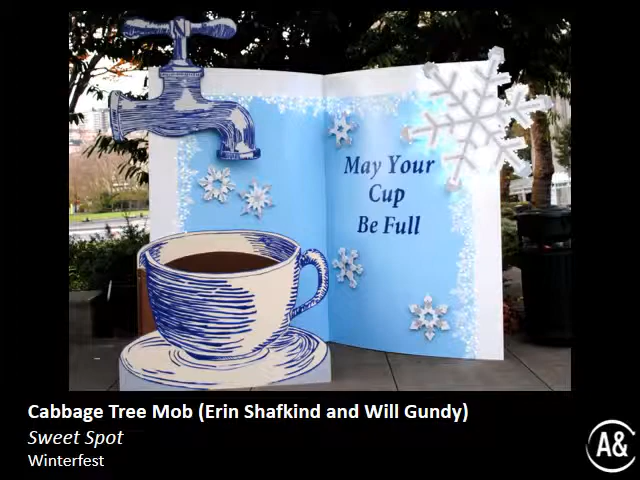 May Your
Cup
Be Full
Cabbage Tree Mob (Erin Shafkind and Will Gundy)
Sweet Spot
Winterfest
A&